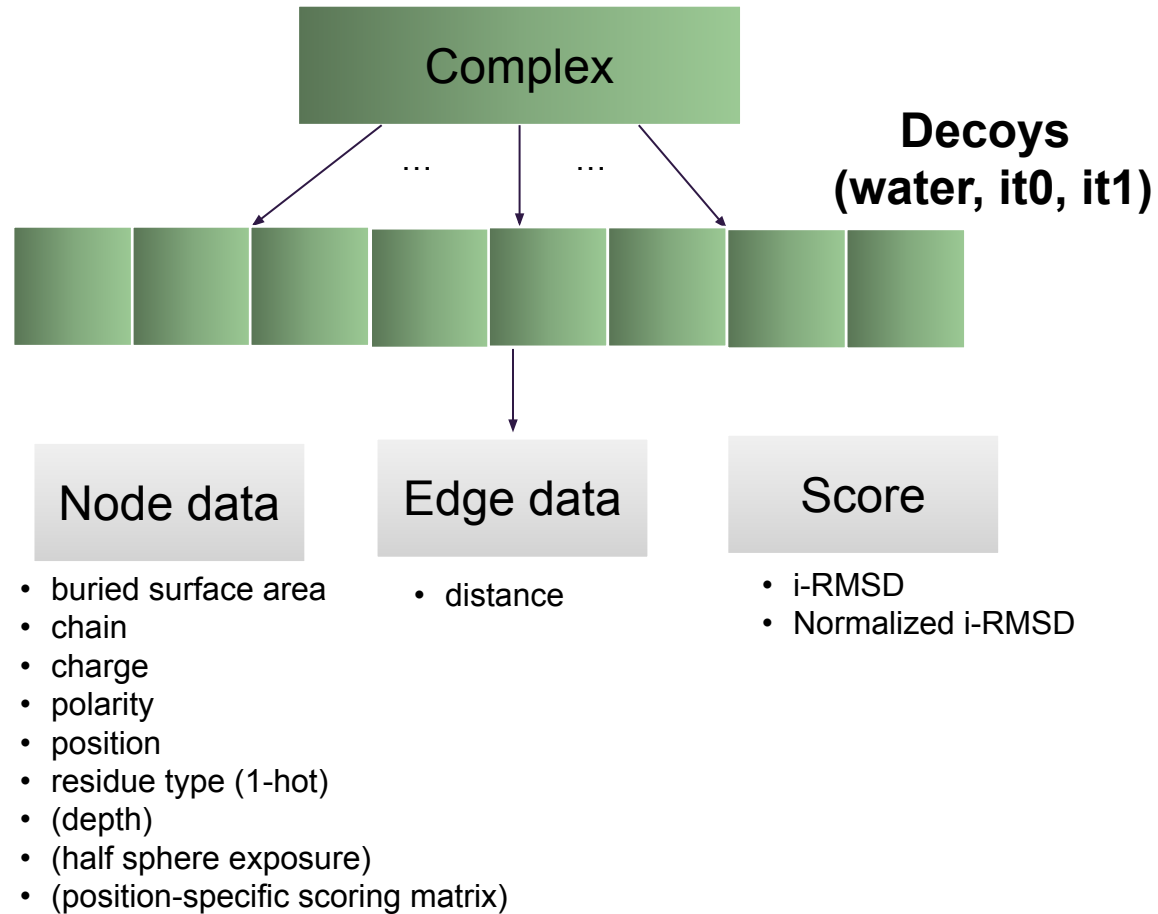 Complex
Decoys
(water, it0, it1)
... ...
Node data
• buried surface area
• chain
• charge
• polarity
• position
• residue type (1-hot)
• (depth)
• (half sphere exposure)
• (position-specific scoring matrix)
Edge data
• distance
Score
• i-RMSD
• Normalized i-RMSD